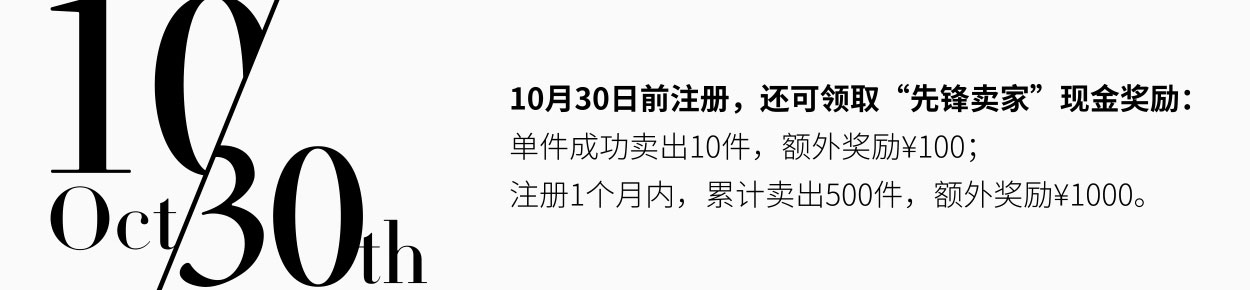 10
Oct
30th
10月30日前注册，还可领取“先锋卖家”现金奖励：
单件成功卖出10件，额外奖励¥100；
注册1个月内，累计卖出500件，额外奖励¥1000。